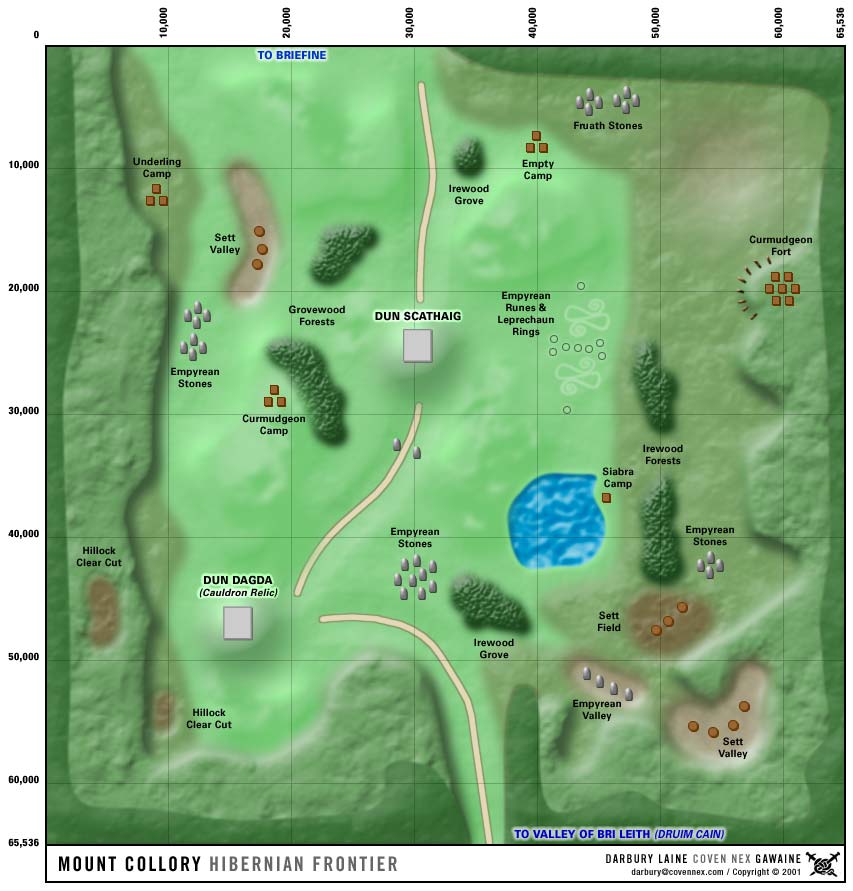 0
10,000
20,000
30,000
40,000
50,000
60,000
65,536
TO BRIEFINE
Fruath Stones
10,000
Underling
Camp
Empty
Camp
Irewood
Grove
Sett
Valley
Curmudgeon
Fort
20,000
Empyrean
Runes &
Leprechaun
Rings
Grovewood
Forests
DUN SCATHAIG
Empyrean
Stones
30,000
Curmudgeon
Camp
Irewood
Forests
Siabra
Camp
40,000
Empyrean
Stones
Empyrean
Stones
Hillock
Clear Cut
DUN DAGDA
(Cauldron Relic)
Sett
Field
Irewood
Grove
50,000
Empyrean
Valley
Hillock
Clear Cut
Sett
Valley
60,000
TO VALLEY OF BRI LEITH (DRUIM CAIN)
65,536
MOUNT COLLORY HIBERNIAN FRONTIER
DARBURY LAINE COVEN NEX GAWAINE
darbury@covennex.com / Copyright © 2001